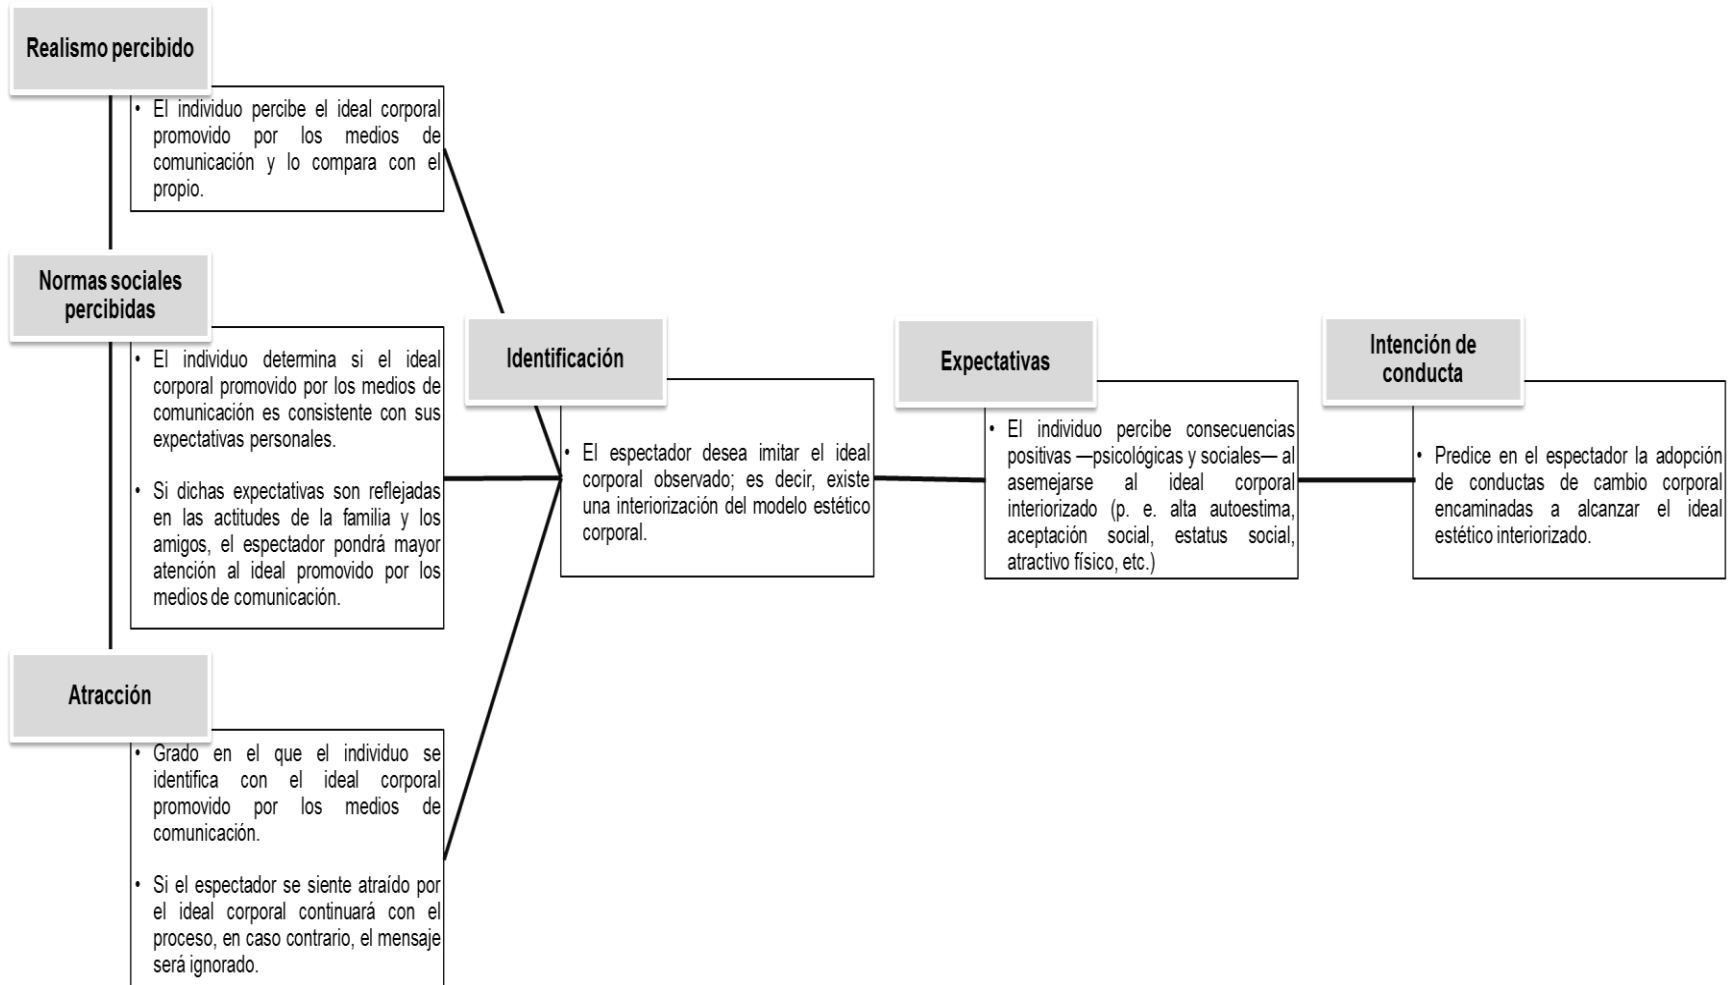 Realismo percibido
• El individuo percibe el ideal corporal
promovido por los medios de
comunicación y lo compara con el
propio.
Normas sociales
percibidas
• El individuo determina si el ideal
corporal promovido por los medios de
comunicación es consistente con sus
expectativas personales.
• Si dichas expectativas son reflejadas
en las actitudes de la familia y los
amigos, el espectador pondrá mayor
atención al ideal promovido por los
medios de comunicación.
Atracción
• Grado en el que el individuo se
identifica con el ideal corporal
promovido por los medios de
comunicación.
• Si el espectador se siente atraído por
el ideal corporal continuará con el
proceso, en caso contrario, el mensaje
será ignorado.
Identificación
• El espectador desea imitar el ideal
corporal observado; es decir, existe
una interiorización del modelo estético
corporal.
Expectativas
• El individuo percibe consecuencias
positivas —psicológicas y sociales— al
asemejarse al ideal corporal
interiorizado (p. e. alta autoestima,
aceptación social, estatus social,
atractivo físico, etc.)
Intención de
conducta
• Predice en el espectador la adopción
de conductas de cambio corporal
encaminadas a alcanzar el ideal
estético interiorizado.